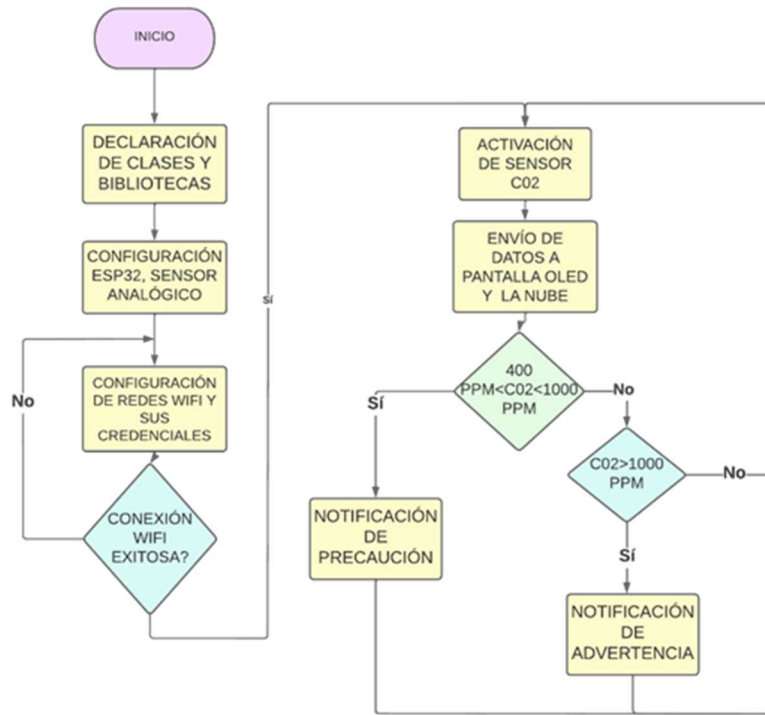 INICIO
DECLARACIÓN
DE CLASES Y
BIBLIOTECAS
CONFIGURACIÓN
ESP32, SENSOR
ANALÓGICO
No
CONFIGURACIÓN
DE REDES WIFI Y
SUS
CREDENCIALES
CONEXIÓN
WIFI
EXITOSA?
sí
ACTIVACIÓN
DE SENSOR
C02
ENVÍO DE
DATOS A
PANTALLA OLED
Y LA NUBE
400
PPM<C02<1000
PPM
Sí
No
NOTIFICACIÓN
DE
PRECAUCIÓN
C02>1000
PPM
No
Sí
NOTIFICACIÓN
DE
ADVERTENCIA